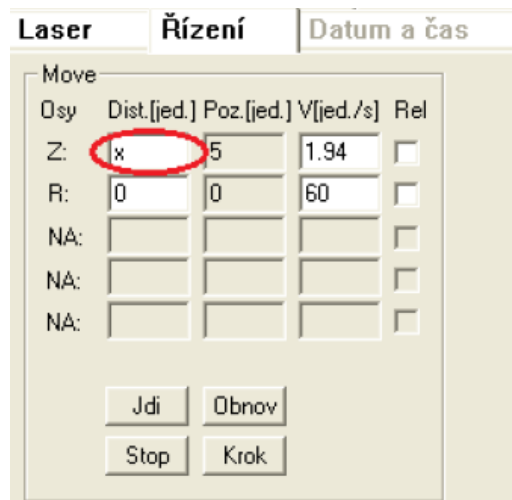 Laser Řízení Datum a čas
Move
Osy Dist.[jed.] Poz.[jed.] V[jed./s] Rel
Z: x 5 1.94
R: 0 0 60
NA:
NA:
NA:
Jdi Obnov
Stop Krok